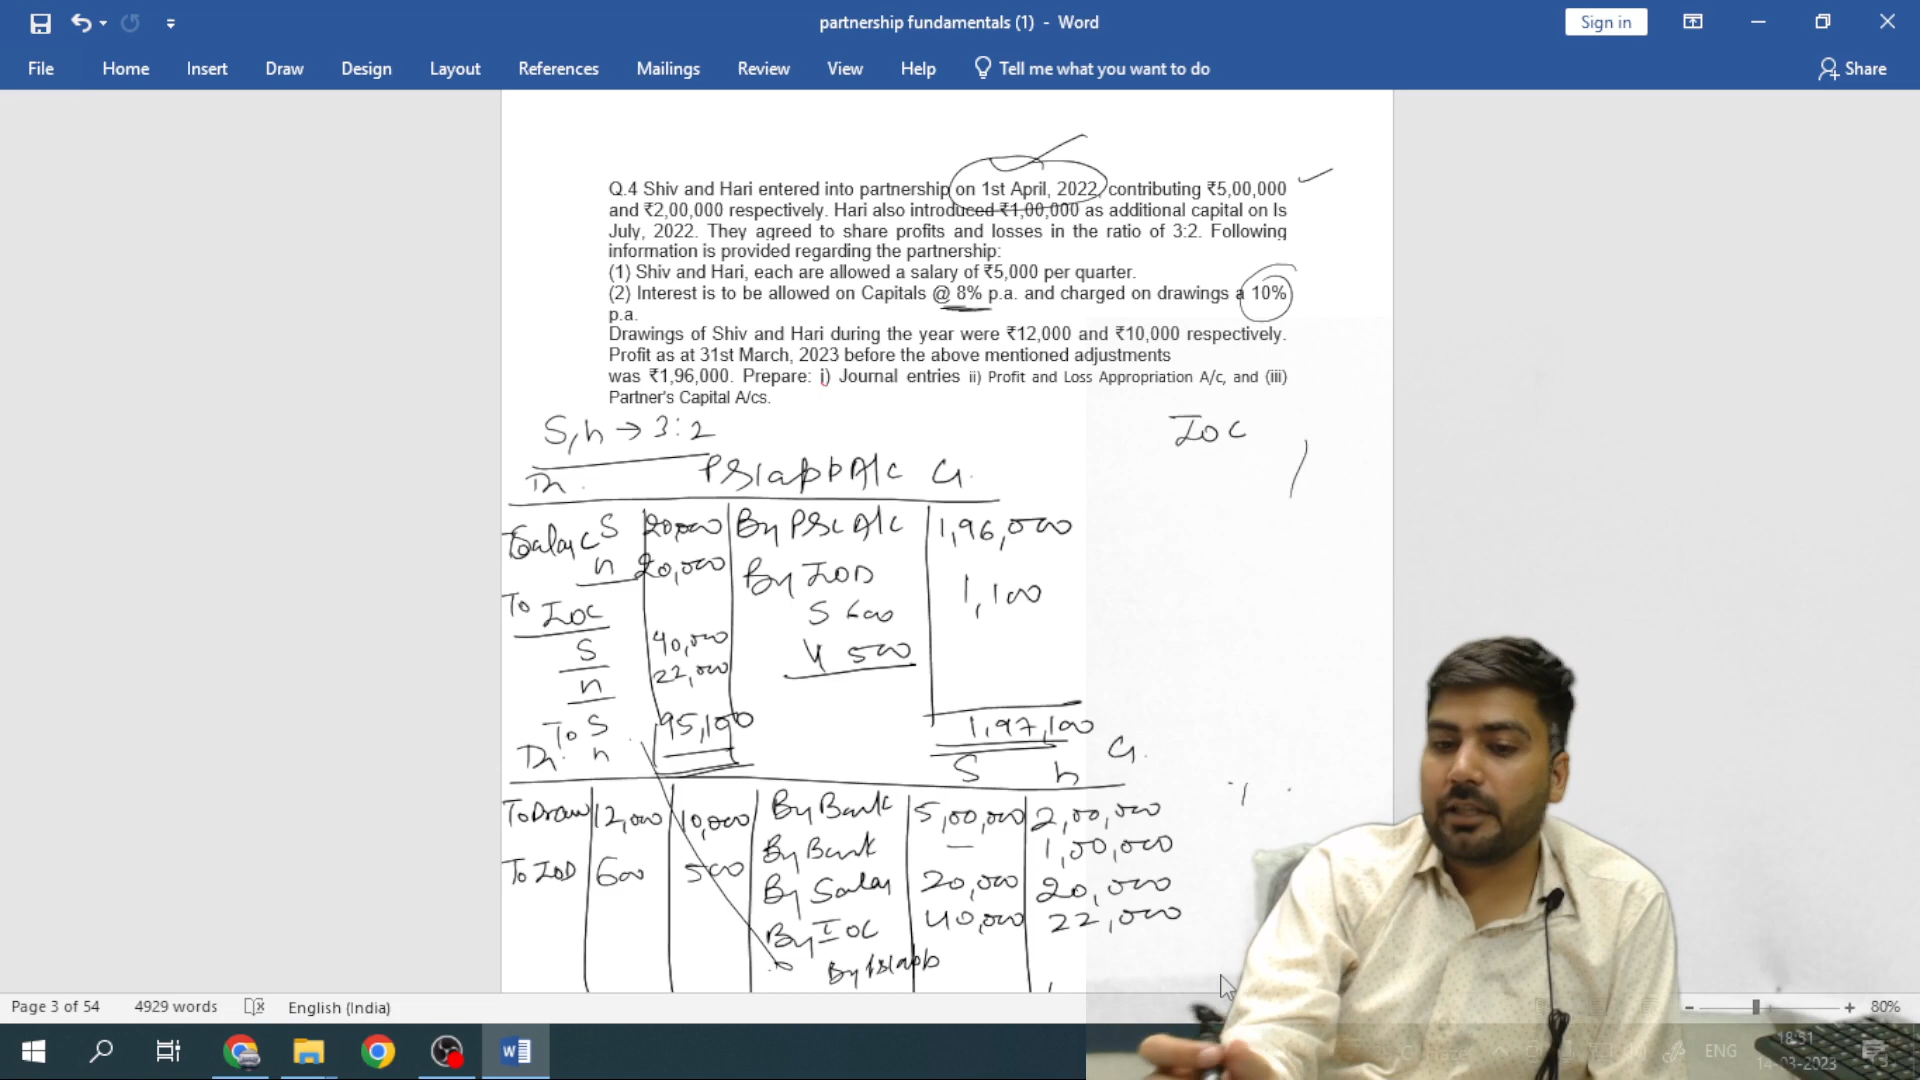 partnership fundamentals (1) - Word
Sign in
File Home Insert Draw Design Layout References Mailings Review View Help Tell me what you want to do Share
Q.4 Shiv and Hari entered into partnership on 1st April, 2022, contributing ₹5,00,000
and ₹2,00,000 respectively. Hari also introduced ₹1,00,000 as additional capital on Is
July, 2022. They agreed to share profits and losses in the ratio of 3:2. Following
information is provided regarding the partnership:
(1) Shiv and Hari, each are allowed a salary of ₹5,000 per quarter.
(2) Interest is to be allowed on Capitals @ 8% p.a. and charged on drawings a 10%
p.a.
Drawings of Shiv and Hari during the year were ₹12,000 and ₹10,000 respectively.
Profit as at 31st March, 2023 before the above mentioned adjustments
was ₹1,96,000. Prepare: i) Journal entries ii) Profit and Loss Appropriation A/c, and (iii)
Partner's Capital A/cs.
S, h → 3:2
IOC
Dr. P&L app A/c Cr.
To Salary S 20,000 By P&L A/c 1,96,000
h 20,000 By IOD 1,100
To IOC S 600
S 40,000 H 500
h 22,000
To S 95,100 1,97,100
h
Dr. Cr.
S h
To Draw 12,000 10,000 By Bank 5,00,000 2,00,000
By Bank — 1,00,000
To IOD 600 500 By Salary 20,000 20,000
By IOC 40,000 22,000
By P&L app
Page 3 of 54 4929 words English (India) 80%
ENG
18:51
14-03-2023